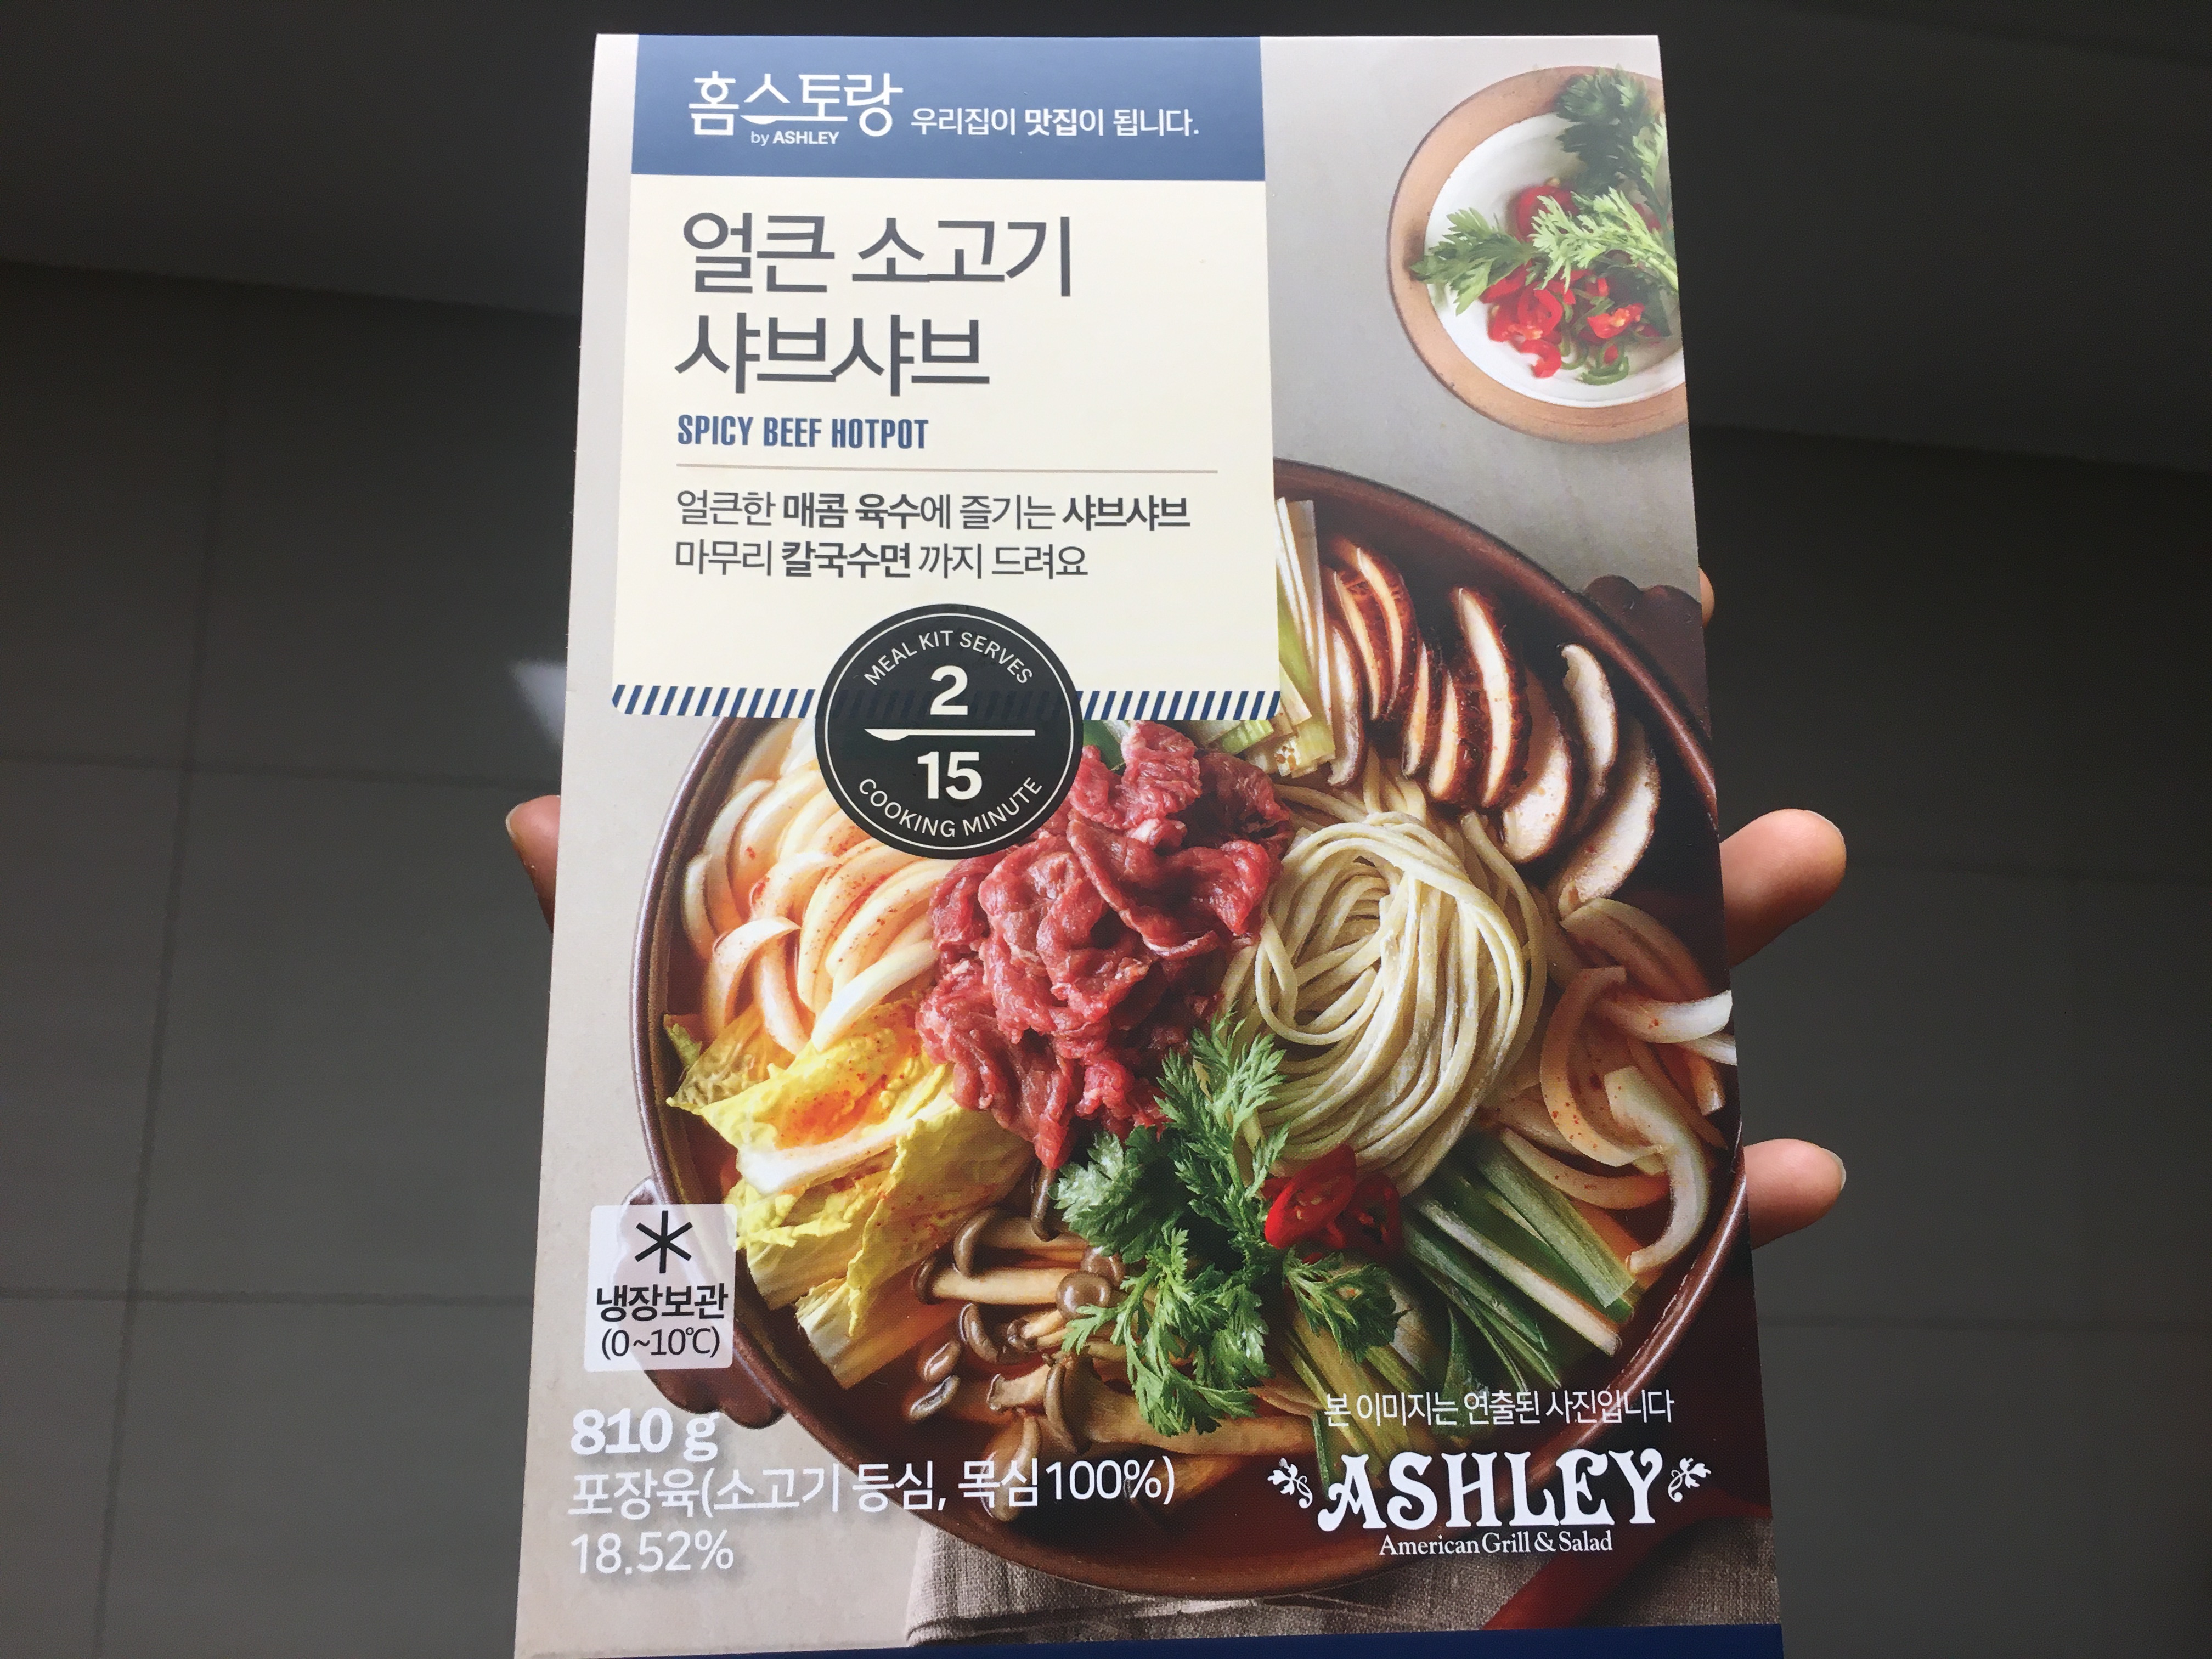 홈스토랑 우리집이 맛집이 됩니다.
by ASHLEY
얼큰 소고기
샤브샤브
SPICY BEEF HOTPOT
얼큰한 매콤 육수에 즐기는 샤브샤브
마무리 칼국수면 까지 드려요
MEAL KIT SERVES
2
15
COOKING MINUTE
냉장보관
(0~10℃)
810 g
포장육(소고기 등심, 목심100%)
18.52%
본 이미지는 연출된 사진입니다
ASHLEY
American Grill & Salad